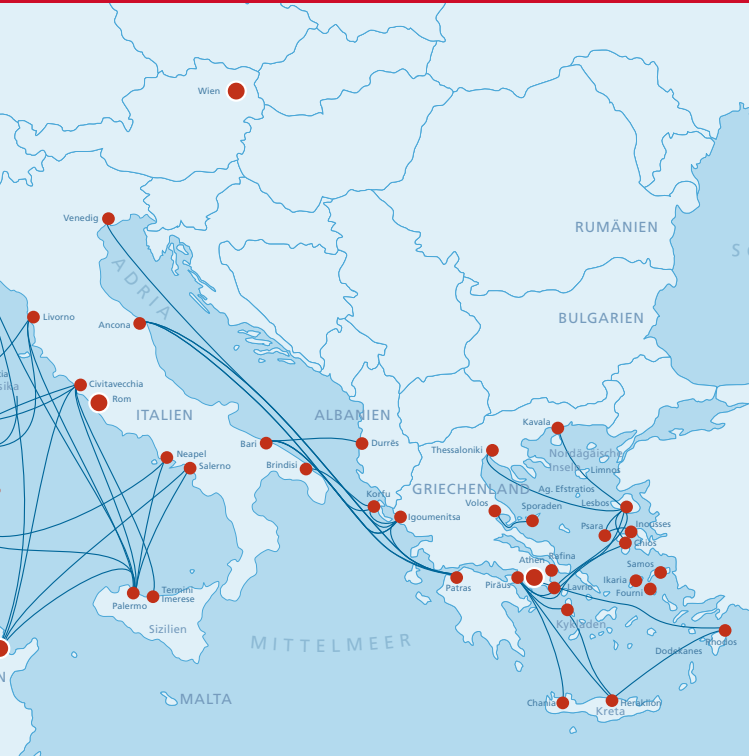 Wien
Venedig
RUMÄNIEN
S
ADRIA
Livorno
Ancona
BULGARIEN
Civitavecchia
Rom
ITALIEN
ALBANIEN
Kavala
Bari
Durrës
Thessaloniki
Nordägäische
Inseln
Limnos
Neapel
Salerno
Brindisi
Korfu
GRIECHENLAND
Ag. Efstratios
Volos
Sporaden
Lesbos
Igoumenitsa
Psara
Inousses
Chios
Athen
Rafina
Samos
Patras
Piräus
Lavrio
Ikaria
Fourni
Palermo
Termini
Imerese
Sizilien
Kykladen
MITTELMEER
Rhodos
Dodekanes
MALTA
Chania
Heraklion
Kreta